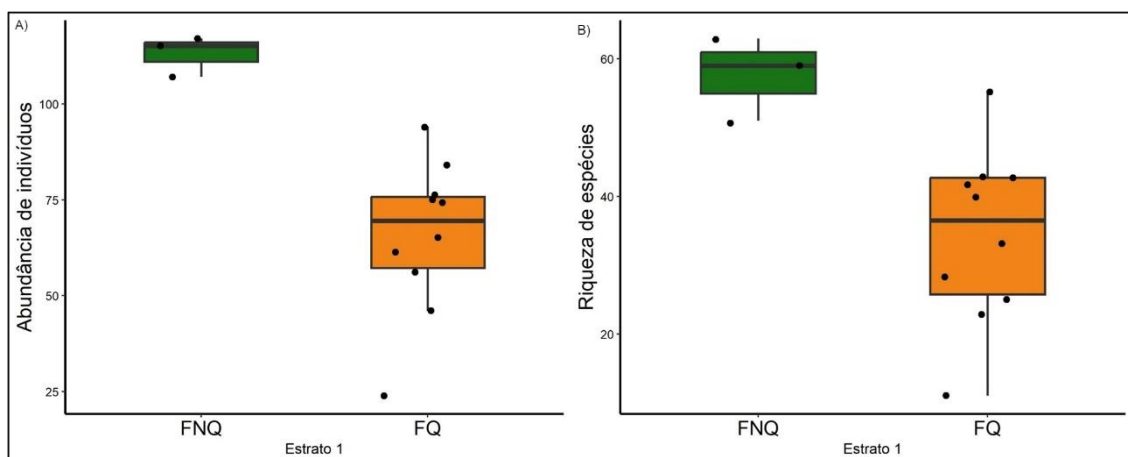 A)
Abundância de indivíduos
100
75
50
25
FNQ FQ
Estrato 1
B)
Riqueza de espécies
60
40
20
FNQ FQ
Estrato 1